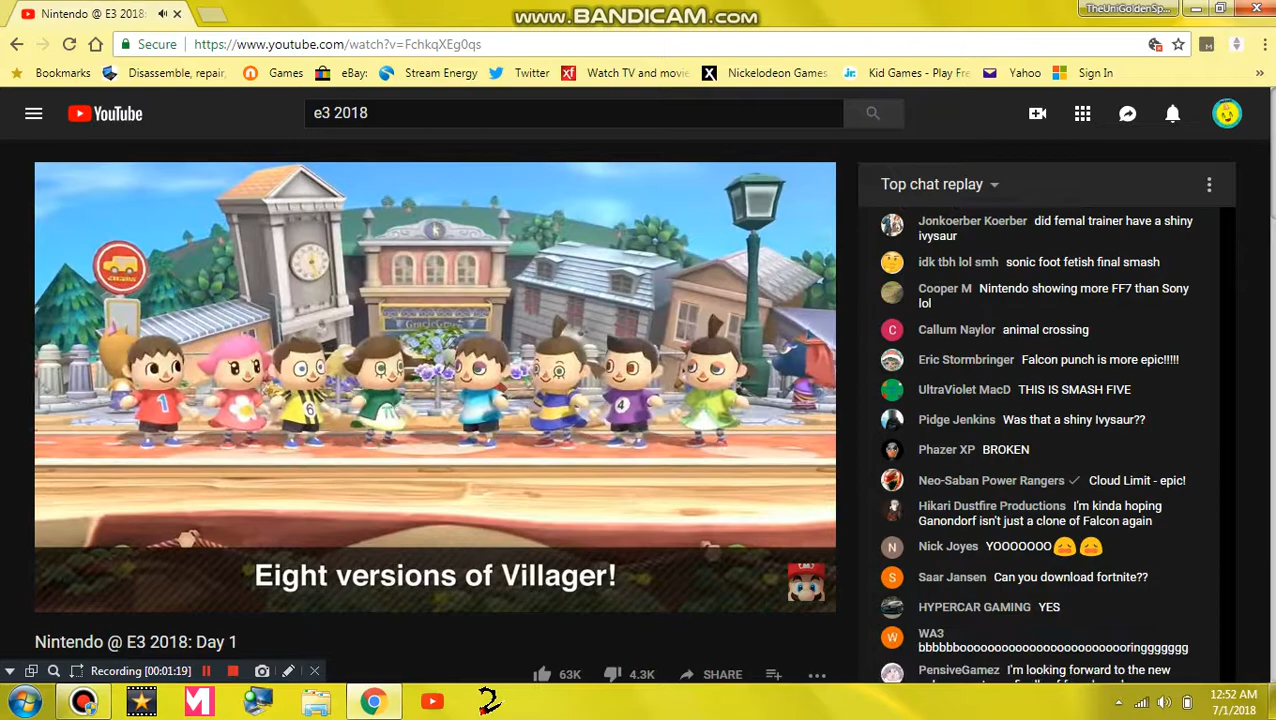 www.BANDICAM.com
Nintendo @ E3 2018:
TheUniGoldenSp...
Secure
https://www.youtube.com/watch?v=FchkqXEg0qs
Bookmarks
Disassemble, repair,
Games
eBay
Stream Energy
Twitter
Watch TV and movie
Nickelodeon Games
Kid Games - Play Fre
Yahoo
Sign In
YouTube
e3 2018
Top chat replay
Jonkoerber Koerber did femal trainer have a shiny
ivysaur
idk tbh lol smh sonic foot fetish final smash
Cooper M Nintendo showing more FF7 than Sony
lol
Callum Naylor animal crossing
Eric Stormbringer Falcon punch is more epic!!!!!
UltraViolet MacD THIS IS SMASH FIVE
Pidge Jenkins Was that a shiny Ivysaur??
Phazer XP BROKEN
Neo-Saban Power Rangers Cloud Limit - epic!
Hikari Dustfire Productions I'm kinda hoping
Ganondorf isn't just a clone of Falcon again
N
Nick Joyes YOOOOOOO
S
Saar Jansen Can you download fortnite??
HYPERCAR GAMING YES
W
WA3
bbbbbboooooooooooooooooooooooringgggggg
PensiveGamez I'm looking forward to the new
1
6
4
Eight versions of Villager!
Nintendo @ E3 2018: Day 1
Recording [00:01:19]
63K
4.3K
SHARE
12:52 AM
7/1/2018